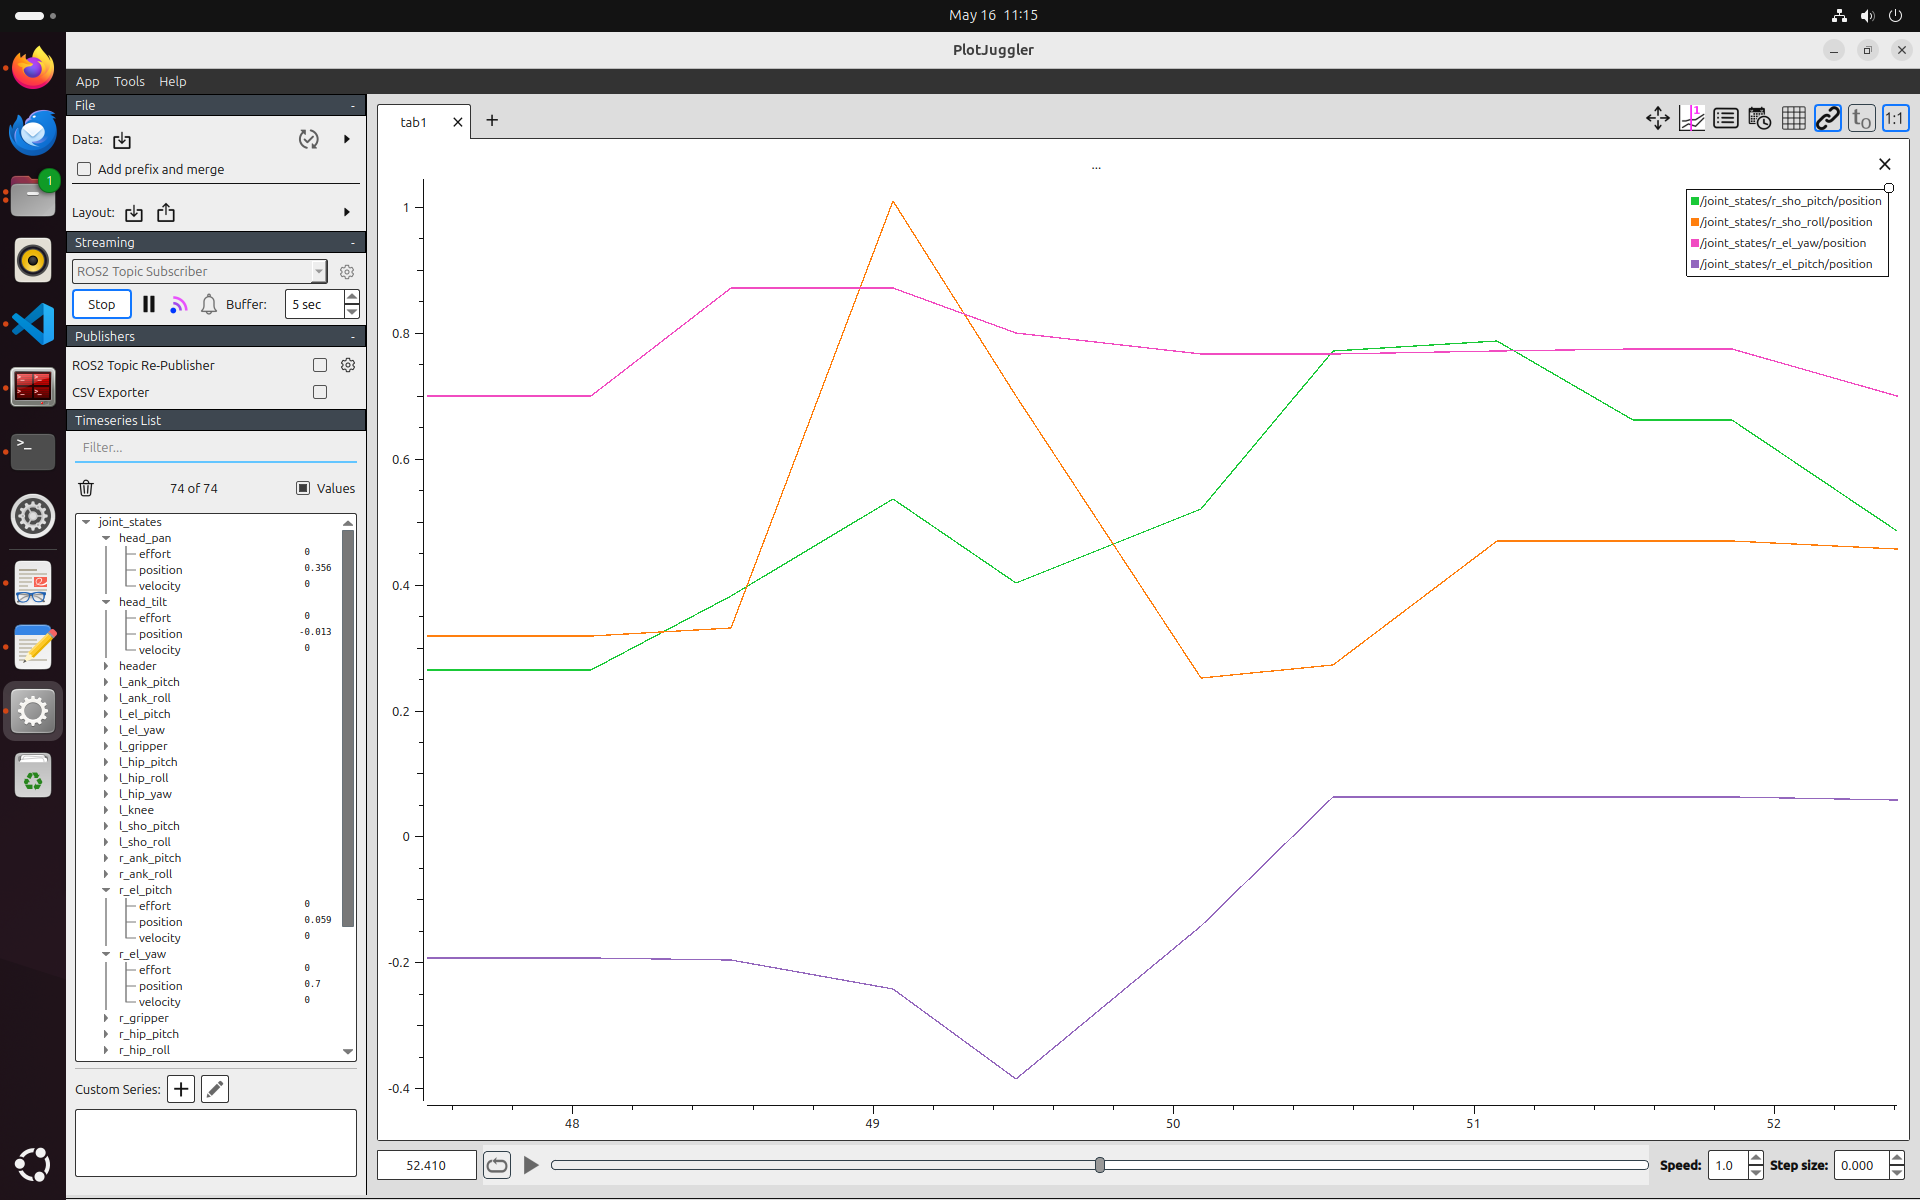 May 16 11:15
PlotJuggler
App Tools Help
File -
tab1
+
1
t0
1:1
Data:
Add prefix and merge
Layout:
Streaming -
ROS2 Topic Subscriber
Stop Buffer: 5 sec
Publishers -
ROS2 Topic Re-Publisher
CSV Exporter
Timeseries List
Filter...
74 of 74 Values
joint_states
head_pan
effort 0
position 0.356
velocity 0
head_tilt
effort 0
position -0.013
velocity 0
header
l_ank_pitch
l_ank_roll
l_el_pitch
l_el_yaw
l_gripper
l_hip_pitch
l_hip_roll
l_hip_yaw
l_knee
l_sho_pitch
l_sho_roll
r_ank_pitch
r_ank_roll
r_el_pitch
effort 0
position 0.059
velocity 0
r_el_yaw
effort 0
position 0.7
velocity 0
r_gripper
r_hip_pitch
r_hip_roll
Custom Series:
...
/joint_states/r_sho_pitch/position
/joint_states/r_sho_roll/position
/joint_states/r_el_yaw/position
/joint_states/r_el_pitch/position
1
0.8
0.6
0.4
0.2
0
-0.2
-0.4
48 49 50 51 52
52.410 Speed: 1.0 Step size: 0.000
1
>_